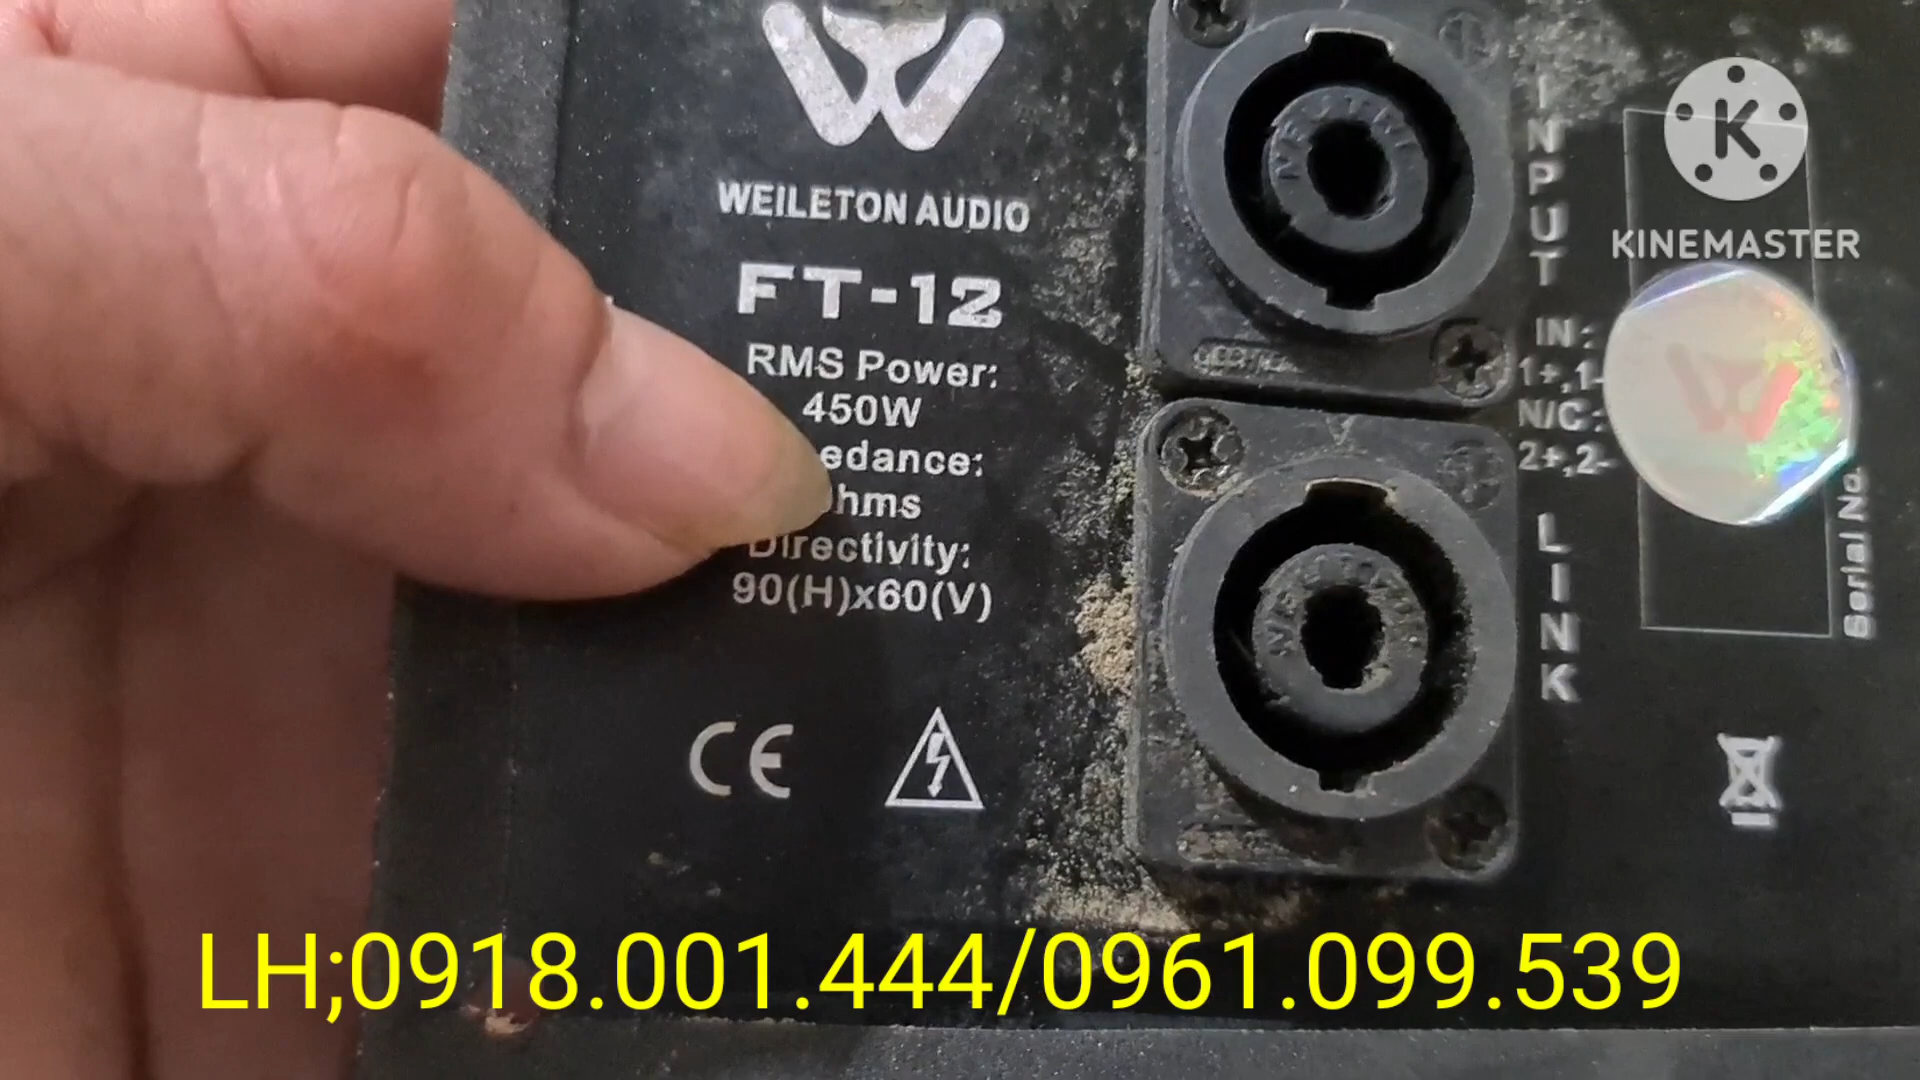 WEILETON AUDIO
FT-12
RMS Power:
450W
edance:
hms
Directivity:
90(H)x60(V)
CE
INPUT
IN:
1+,1-
N/C:
2+,2-
LINK
Serial No
K
KINEMASTER
LH;0918.001.444/0961.099.539